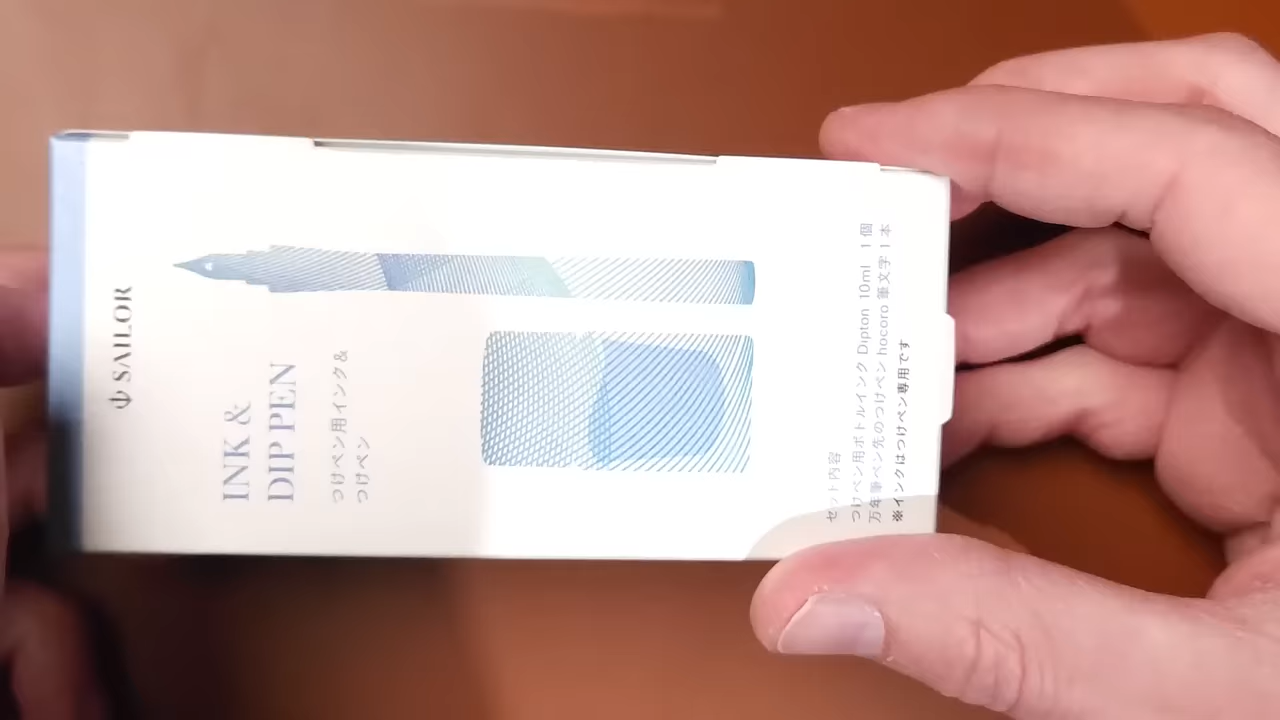 SAILOR
INK &
DIP PEN
つけペン用インク&
つけペン
セット内容
つけペン用ボトルインク Dipton 10ml 1個
万年筆ペン先のつけペン hocoro 筆文字 1本
※インクはつけペン専用です